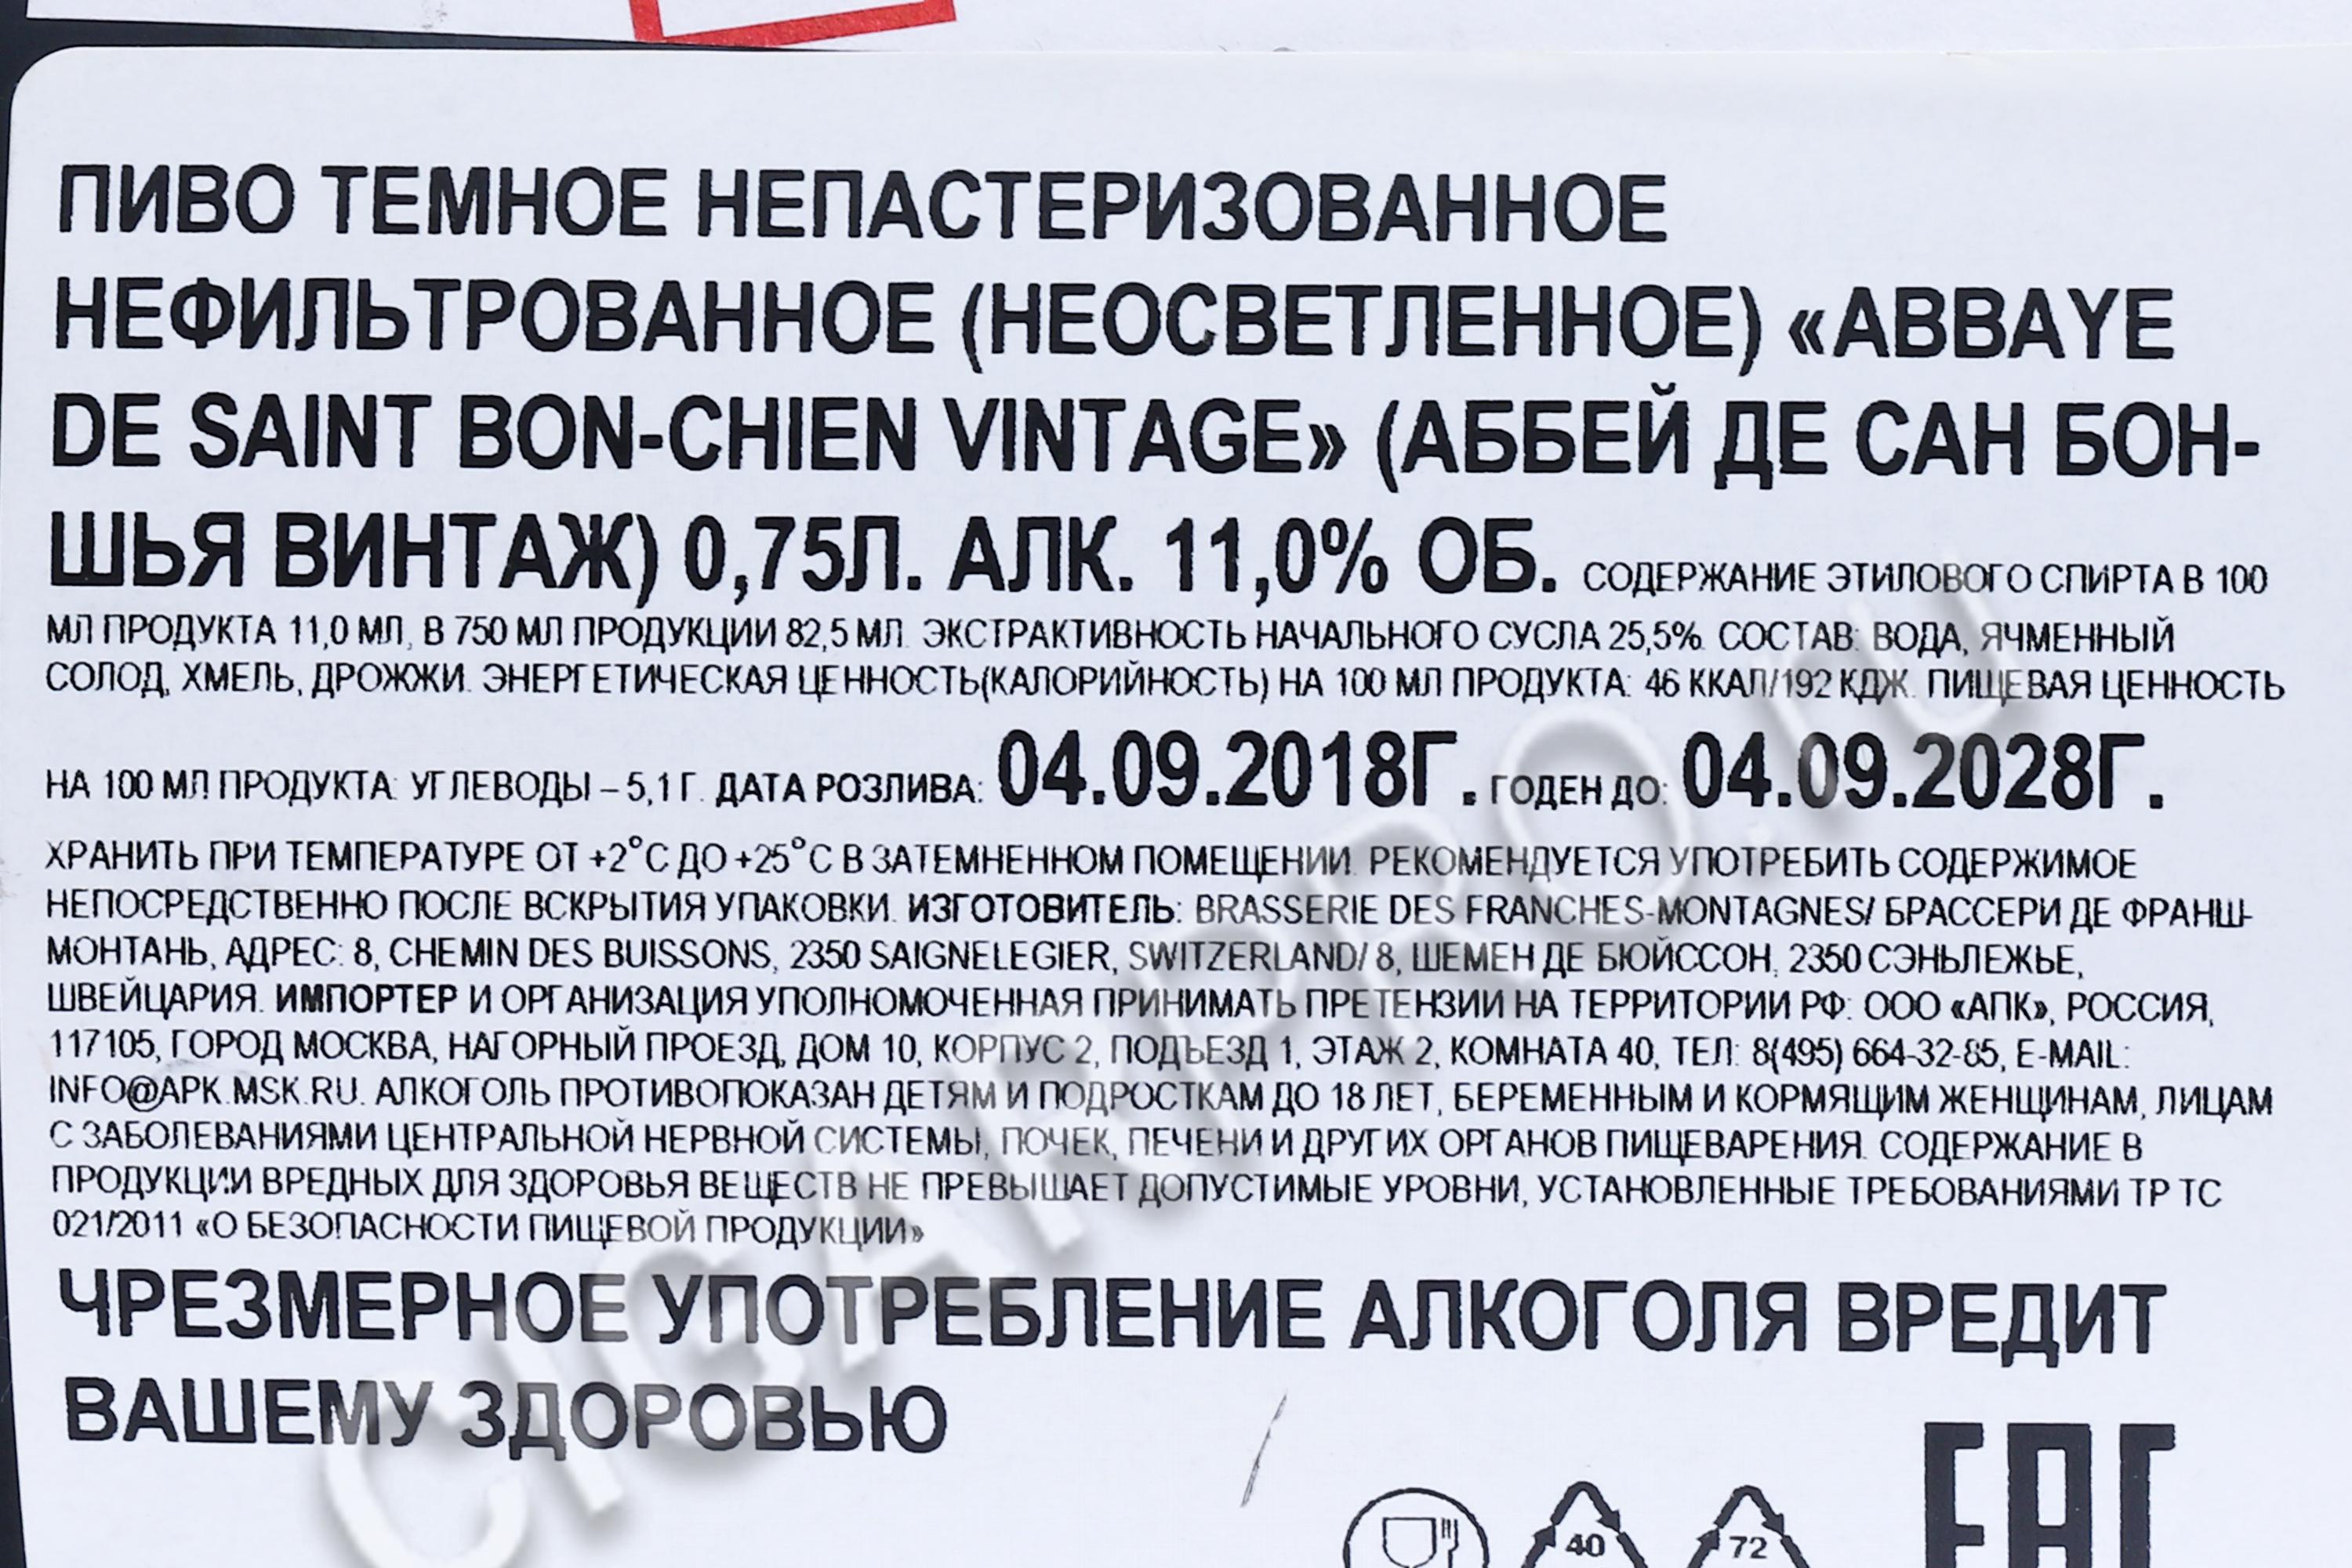 ПИВО ТЕМНОЕ НЕПАСТЕРИЗОВАННОЕ
НЕФИЛЬТРОВАННОЕ (НЕОСВЕТЛЕННОЕ) «ABBAYE
DE SAINT BON-CHIEN VINTAGE» (АББЕЙ ДЕ САН БОН-
ШЬЯ ВИНТАЖ) 0,75Л. АЛК. 11,0% ОБ. СОДЕРЖАНИЕ ЭТИЛОВОГО СПИРТА В 100
МЛ ПРОДУКТА 11,0 МЛ, В 750 МЛ ПРОДУКЦИИ 82,5 МЛ. ЭКСТРАКТИВНОСТЬ НАЧАЛЬНОГО СУСЛА 25,5%. СОСТАВ: ВОДА, ЯЧМЕННЫЙ
СОЛОД, ХМЕЛЬ, ДРОЖЖИ. ЭНЕРГЕТИЧЕСКАЯ ЦЕННОСТЬ(КАЛОРИЙНОСТЬ) НА 100 МЛ ПРОДУКТА: 46 ККАЛ/192 КДЖ. ПИЩЕВАЯ ЦЕННОСТЬ
НА 100 МЛ ПРОДУКТА: УГЛЕВОДЫ – 5,1 Г. ДАТА РОЗЛИВА: 04.09.2018Г. ГОДЕН ДО: 04.09.2028Г.
ХРАНИТЬ ПРИ ТЕМПЕРАТУРЕ ОТ +2°С ДО +25°С В ЗАТЕМНЕННОМ ПОМЕЩЕНИИ. РЕКОМЕНДУЕТСЯ УПОТРЕБИТЬ СОДЕРЖИМОЕ
НЕПОСРЕДСТВЕННО ПОСЛЕ ВСКРЫТИЯ УПАКОВКИ. ИЗГОТОВИТЕЛЬ: BRASSERIE DES FRANCHES-MONTAGNES/ БРАССЕРИ ДЕ ФРАНШ-
МОНТАНЬ, АДРЕС: 8, CHEMIN DES BUISSONS, 2350 SAIGNELEGIER, SWITZERLAND/ 8, ШЕМЕН ДЕ БЮЙССОН, 2350 СЭНЬЛЕЖЬЕ,
ШВЕЙЦАРИЯ. ИМПОРТЕР И ОРГАНИЗАЦИЯ УПОЛНОМОЧЕННАЯ ПРИНИМАТЬ ПРЕТЕНЗИИ НА ТЕРРИТОРИИ РФ: ООО «АПК», РОССИЯ,
117105, ГОРОД МОСКВА, НАГОРНЫЙ ПРОЕЗД, ДОМ 10, КОРПУС 2, ПОДЪЕЗД 1, ЭТАЖ 2, КОМНАТА 40, ТЕЛ: 8(495) 664-32-85, E-MAIL:
INFO@APK.MSK.RU. АЛКОГОЛЬ ПРОТИВОПОКАЗАН ДЕТЯМ И ПОДРОСТКАМ ДО 18 ЛЕТ, БЕРЕМЕННЫМ И КОРМЯЩИМ ЖЕНЩИНАМ, ЛИЦАМ
С ЗАБОЛЕВАНИЯМИ ЦЕНТРАЛЬНОЙ НЕРВНОЙ СИСТЕМЫ, ПОЧЕК, ПЕЧЕНИ И ДРУГИХ ОРГАНОВ ПИЩЕВАРЕНИЯ. СОДЕРЖАНИЕ В
ПРОДУКЦИИ ВРЕДНЫХ ДЛЯ ЗДОРОВЬЯ ВЕЩЕСТВ НЕ ПРЕВЫШАЕТ ДОПУСТИМЫЕ УРОВНИ, УСТАНОВЛЕННЫЕ ТРЕБОВАНИЯМИ ТР ТС
021/2011 «О БЕЗОПАСНОСТИ ПИЩЕВОЙ ПРОДУКЦИИ»
ЧРЕЗМЕРНОЕ УПОТРЕБЛЕНИЕ АЛКОГОЛЯ ВРЕДИТ
ВАШЕМУ ЗДОРОВЬЮ
40 72 EAC
CIGARPRO.ru